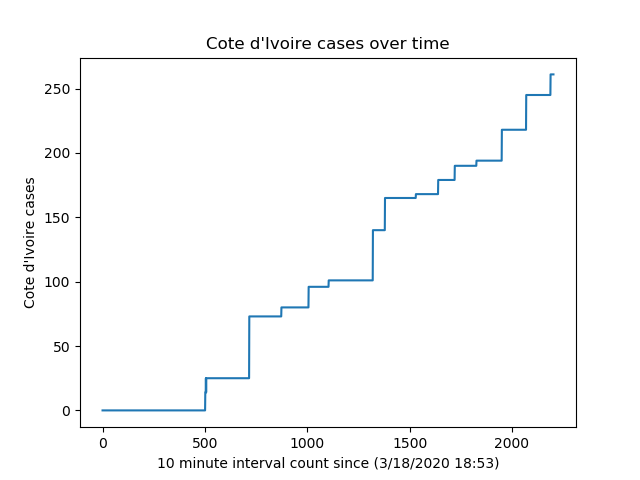 Cote d'Ivoire cases over time
250
200
150
100
50
0
Cote d'Ivoire cases
0 500 1000 1500 2000
10 minute interval count since (3/18/2020 18:53)